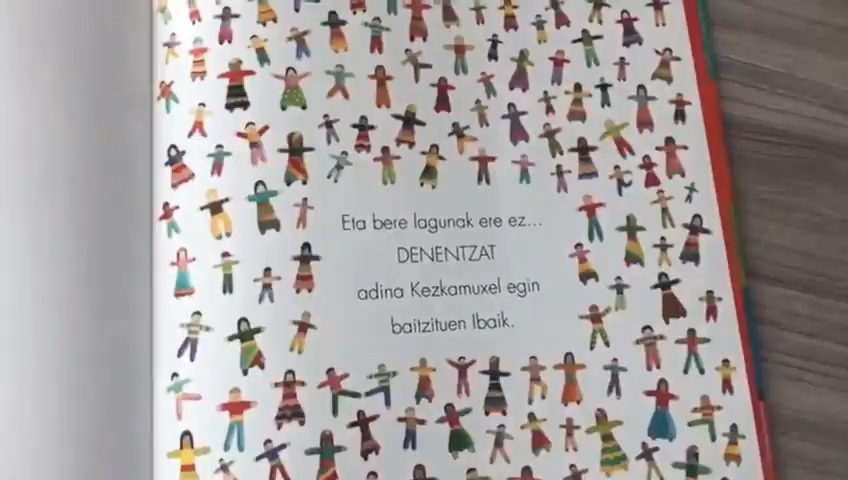 Eta bere lagunak ere ez...
DENENTZAT
adina Kezkamuxel egin
baitzituen Ibaik.